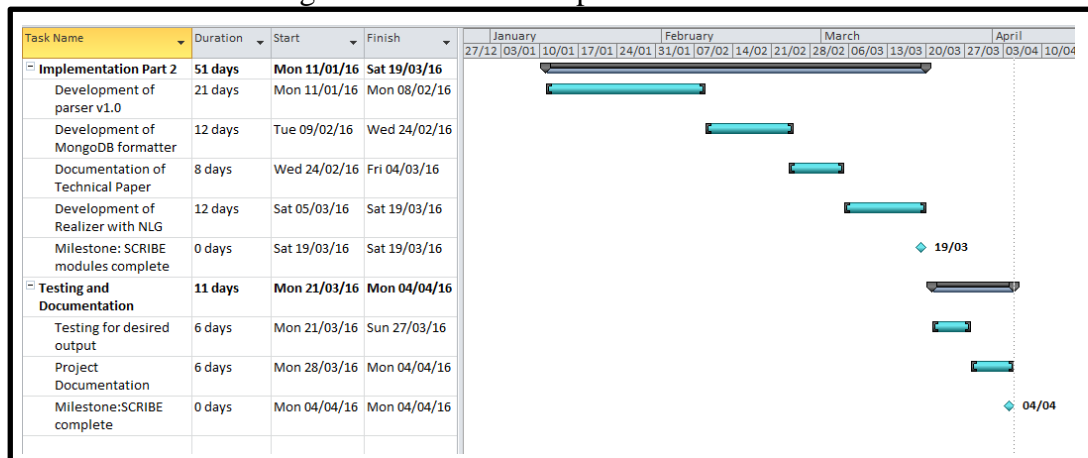 Task Name Duration Start Finish January February March April
27/12 03/01 10/01 17/01 24/01 31/01 07/02 14/02 21/02 28/02 06/03 13/03 20/03 27/03 03/04 10/04
Implementation Part 2 51 days Mon 11/01/16 Sat 19/03/16
Development of 21 days Mon 11/01/16 Mon 08/02/16
parser v1.0
Development of 12 days Tue 09/02/16 Wed 24/02/16
MongoDB formatter
Documentation of 8 days Wed 24/02/16 Fri 04/03/16
Technical Paper
Development of 12 days Sat 05/03/16 Sat 19/03/16
Realizer with NLG
Milestone: SCRIBE 0 days Sat 19/03/16 Sat 19/03/16 19/03
modules complete
Testing and 11 days Mon 21/03/16 Mon 04/04/16
Documentation
Testing for desired 6 days Mon 21/03/16 Sun 27/03/16
output
Project 6 days Mon 28/03/16 Mon 04/04/16
Documentation
Milestone:SCRIBE 0 days Mon 04/04/16 Mon 04/04/16 04/04
complete